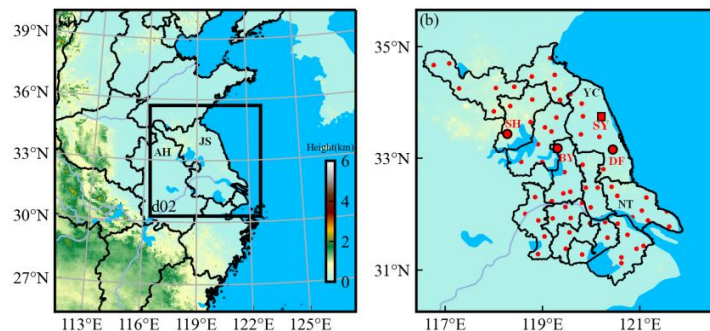 (a)
39°N
36°N
33°N
30°N
27°N
113°E 116°E 119°E 122°E 125°E
AH
JS
d02
Height(km)
6
4
2
0
(b)
35°N
33°N
31°N
117°E 119°E 121°E
YC
SY
SH
BY
DF
NT